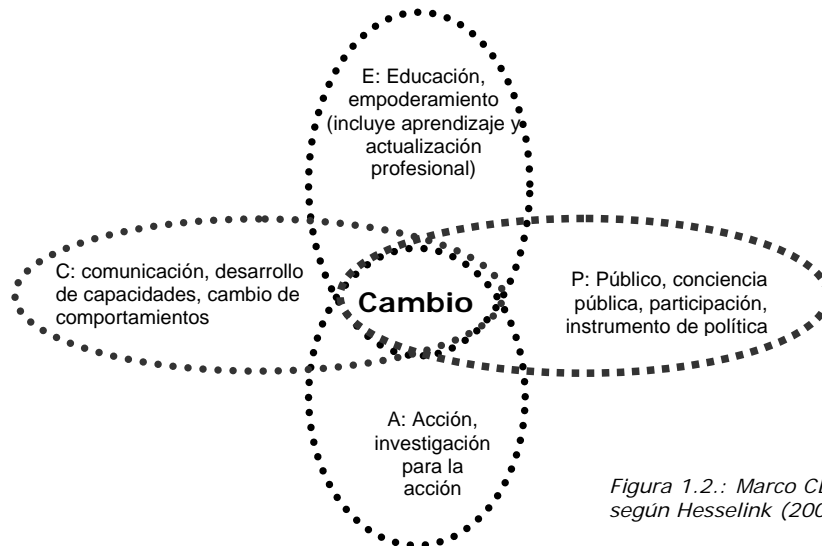 E: Educación,
empoderamiento
(incluye aprendizaje y
actualización
profesional)
C: comunicación, desarrollo
de capacidades, cambio de
comportamientos
Cambio
P: Público, conciencia
pública, participación,
instrumento de política
A: Acción,
investigación
para la
acción
Figura 1.2.: Marco
según Hesselink